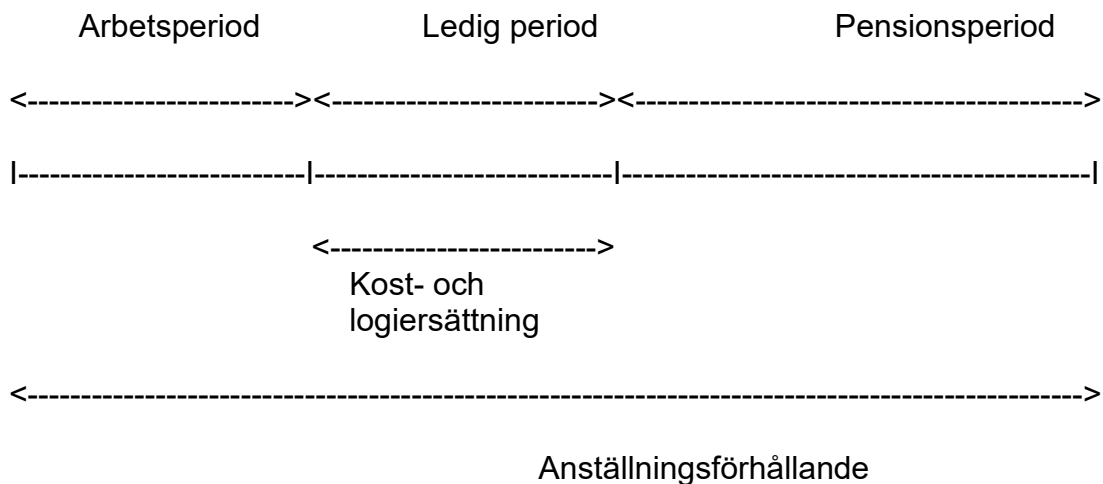 Arbetsperiod Ledig period Pensionsperiod
<--------------------------><-------------------------><------------------------------------------>
|---------------------------|----------------------------|--------------------------------------------|
<------------------------->
Kost- och
logiersättning
<---------------------------------------------------------------------------------------------------->
Anställningsförhållande